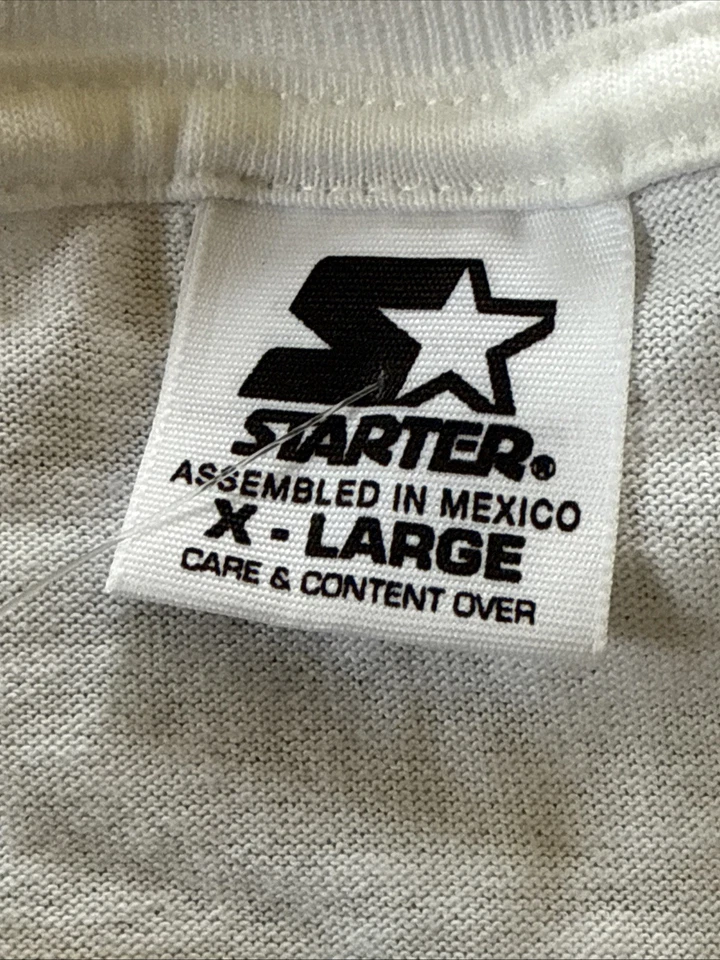 STARTER®
ASSEMBLED IN MEXICO
X - LARGE
CARE & CONTENT OVER